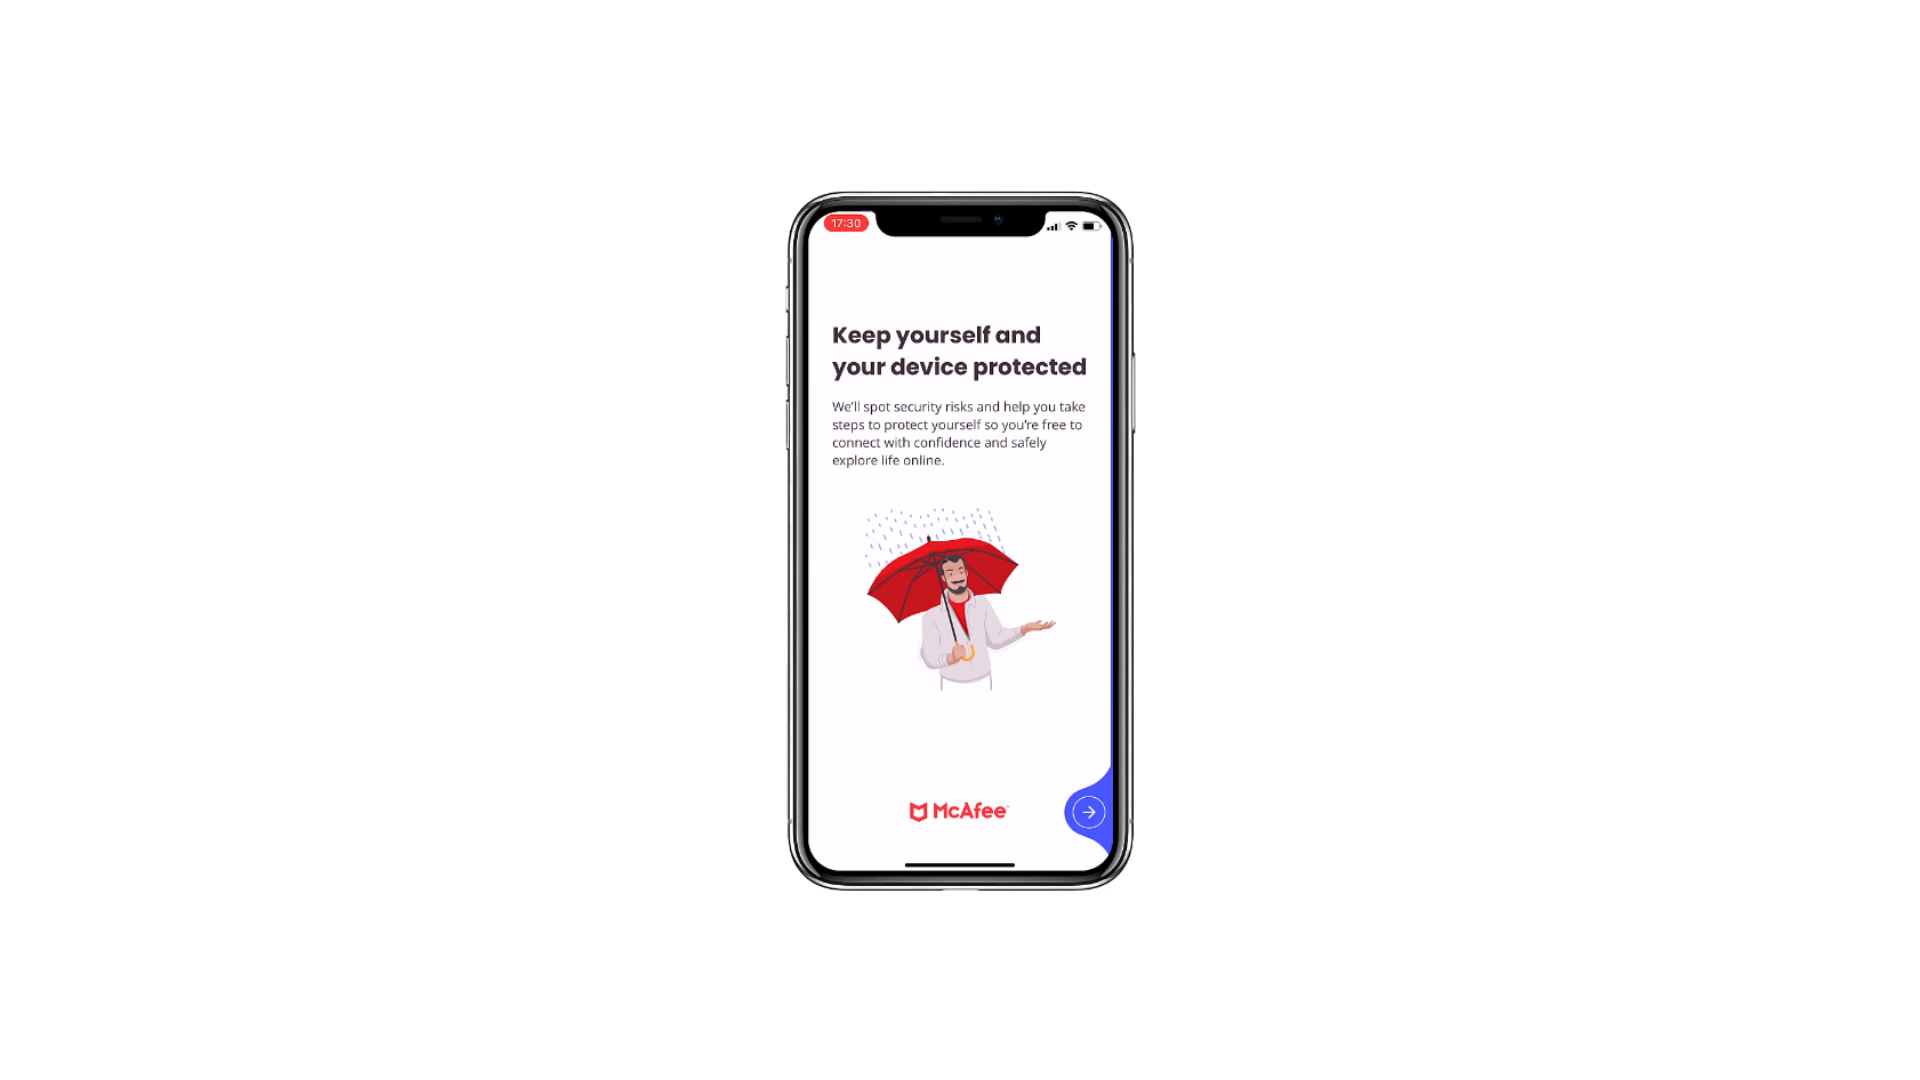 17:30
Keep yourself and
your device protected
We'll spot security risks and help you take
steps to protect yourself so you're free to
connect with confidence and safely
explore life online.
McAfee